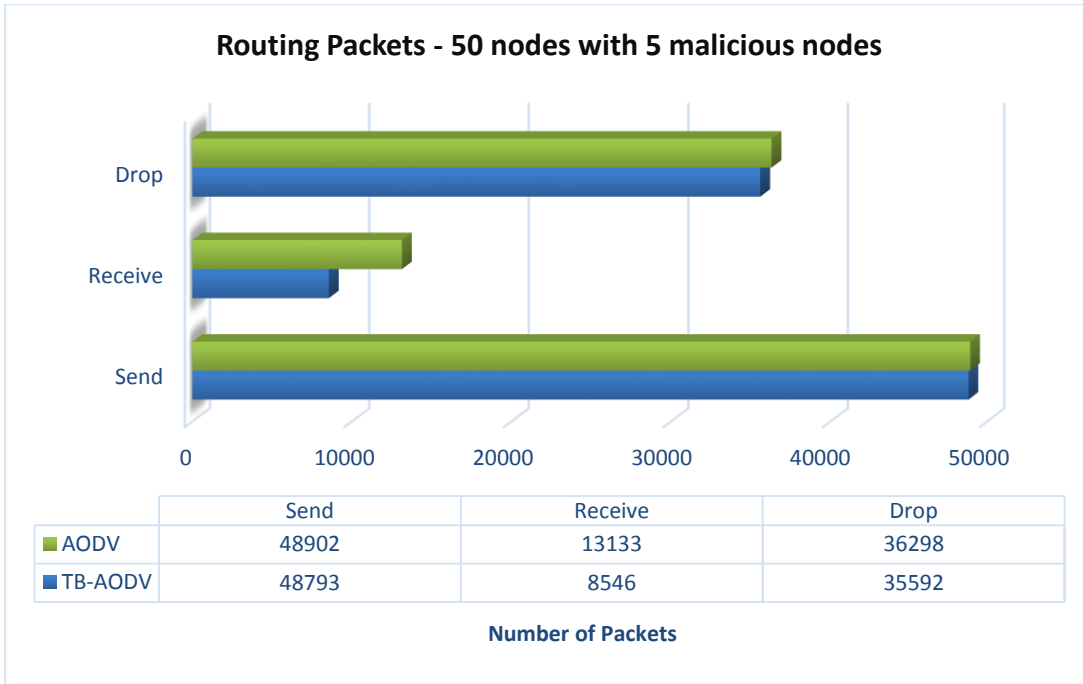 Routing Packets - 50 nodes with 5 malicious nodes
Drop
Receive
Send
0 10000 20000 30000 40000 50000
Send Receive Drop
AODV 48902 13133 36298
TB-AODV 48793 8546 35592
Number of Packets